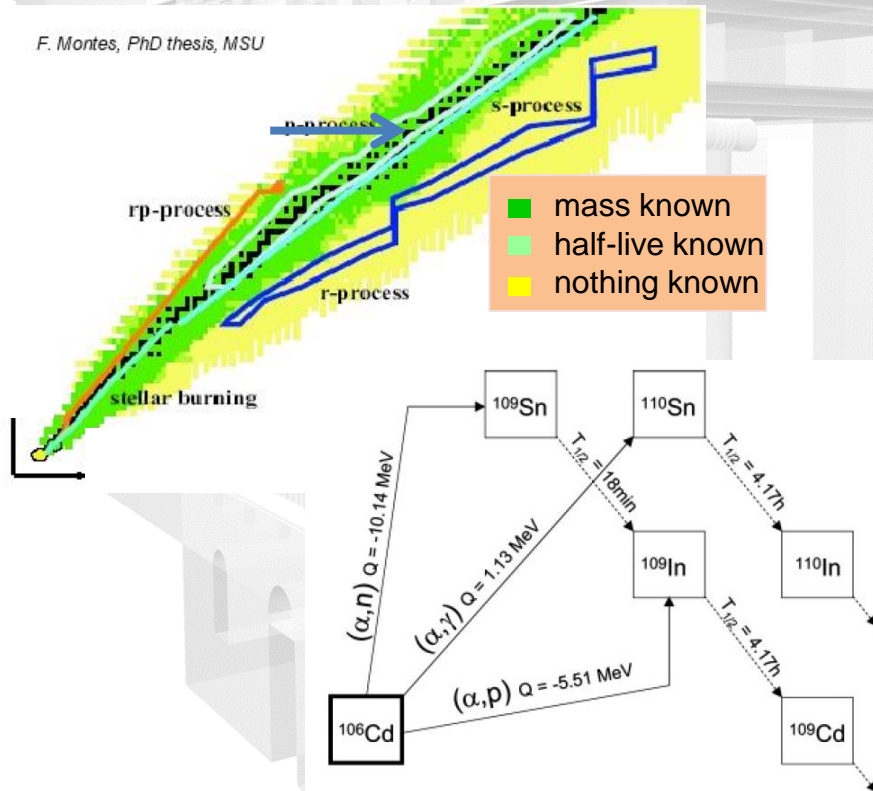 F. Montes, PhD thesis, MSU
p-process
s-process
rp-process
mass known
half-live known
nothing known
r-process
stellar burning
109Sn
110Sn
T1/2 = 18min
T1/2 = 4.17h
(α,n) Q = -10.14 MeV
(α,γ) Q = 1.13 MeV
109In
110In
T1/2 = 4.17h
(α,p) Q = -5.51 MeV
106Cd
109Cd